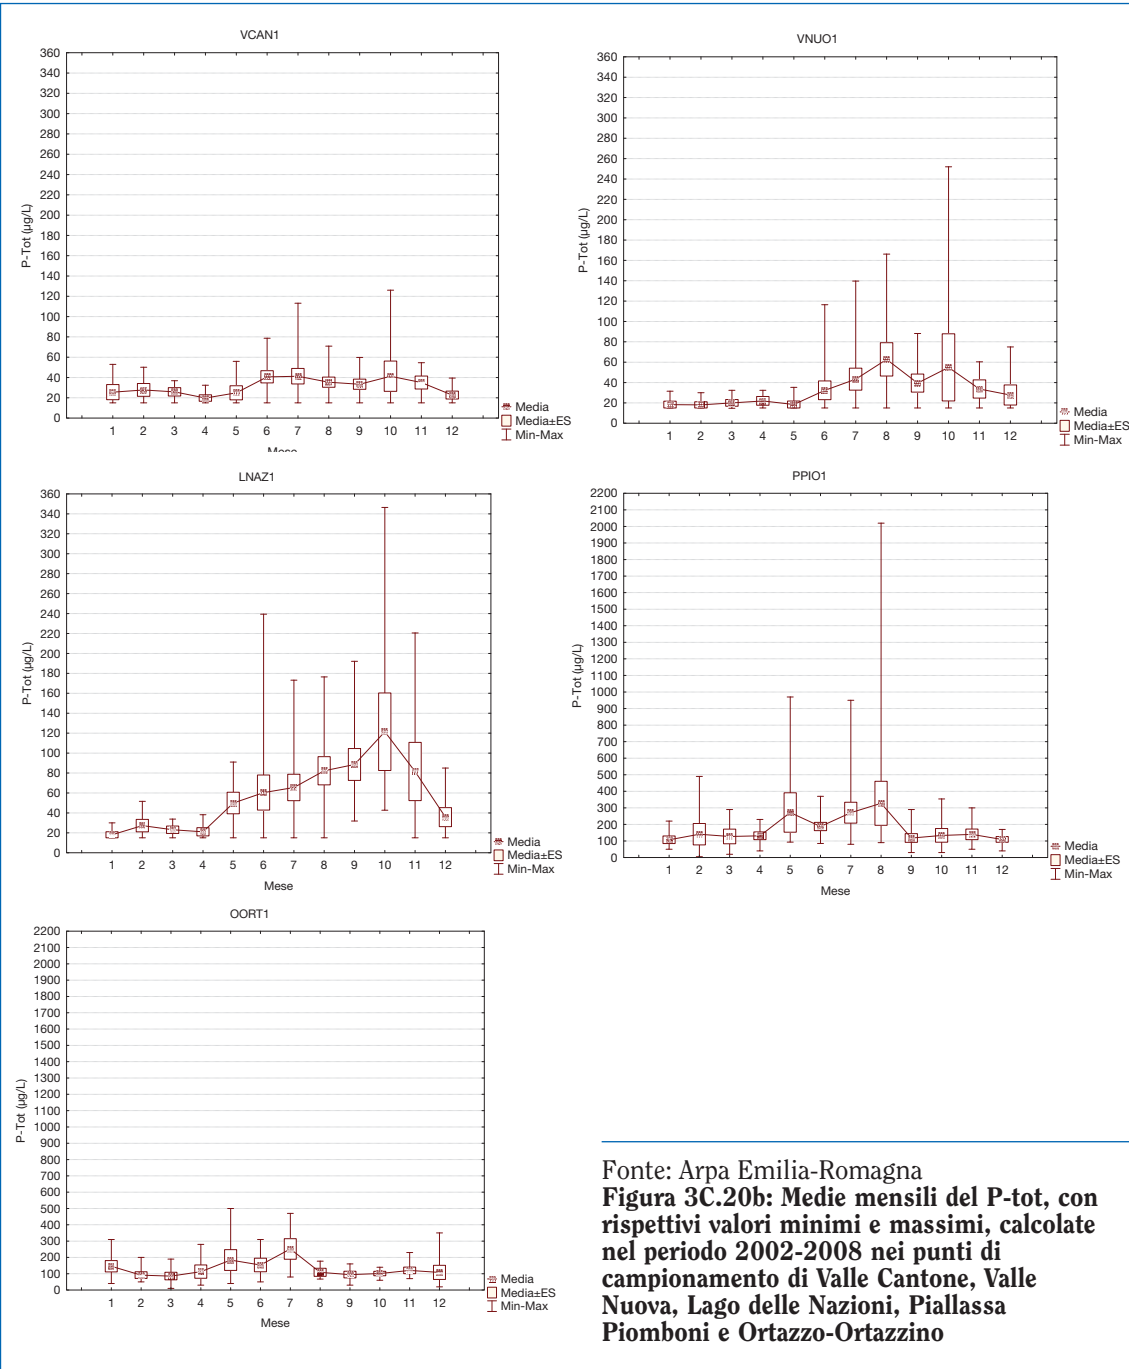 VCAN1
360
340
320
300
280
260
240
220
200
180
160
140
120
100
80
60
40
20
0
P-Tot (µg/L)
1 2 3 4 5 6 7 8 9 10 11 12
Mese
Media
Media±ES
Min-Max
VNUO1
360
340
320
300
280
260
240
220
200
180
160
140
120
100
80
60
40
20
0
P-Tot (µg/L)
1 2 3 4 5 6 7 8 9 10 11 12
Media
Media±ES
Min-Max
LNAZ1
360
340
320
300
280
260
240
220
200
180
160
140
120
100
80
60
40
20
0
P-Tot (µg/L)
1 2 3 4 5 6 7 8 9 10 11 12
Mese
Media
Media±ES
Min-Max
PPIO1
2200
2100
2000
1900
1800
1700
1600
1500
1400
1300
1200
1100
1000
900
800
700
600
500
400
300
200
100
0
P-Tot (µg/L)
1 2 3 4 5 6 7 8 9 10 11 12
Mese
Media
Media±ES
Min-Max
OORT1
2200
2100
2000
1900
1800
1700
1600
1500
1400
1300
1200
1100
1000
900
800
700
600
500
400
300
200
100
0
P-Tot (µg/L)
1 2 3 4 5 6 7 8 9 10 11 12
Mese
Media
Media±ES
Min-Max
Fonte: Arpa Emilia-Romagna
Figura 3C.20b: Medie mensili del P-tot, con
rispettivi valori minimi e massimi, calcolate
nel periodo 2002-2008 nei punti di
campionamento di Valle Cantone, Valle
Nuova, Lago delle Nazioni, Piallassa
Piomboni e Ortazzo-Ortazzino